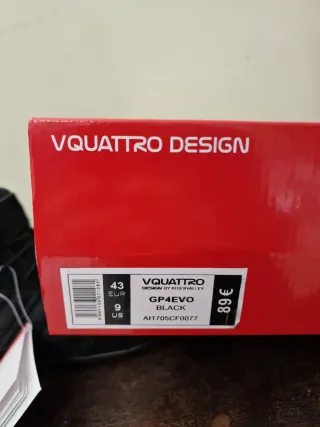 VQUATTRO DESIGN
43
EUR
9
US
VQUATTRO
DESIGN BY RIDERVALLEY
GP4EVO
BLACK
AI1705CF0077
89€